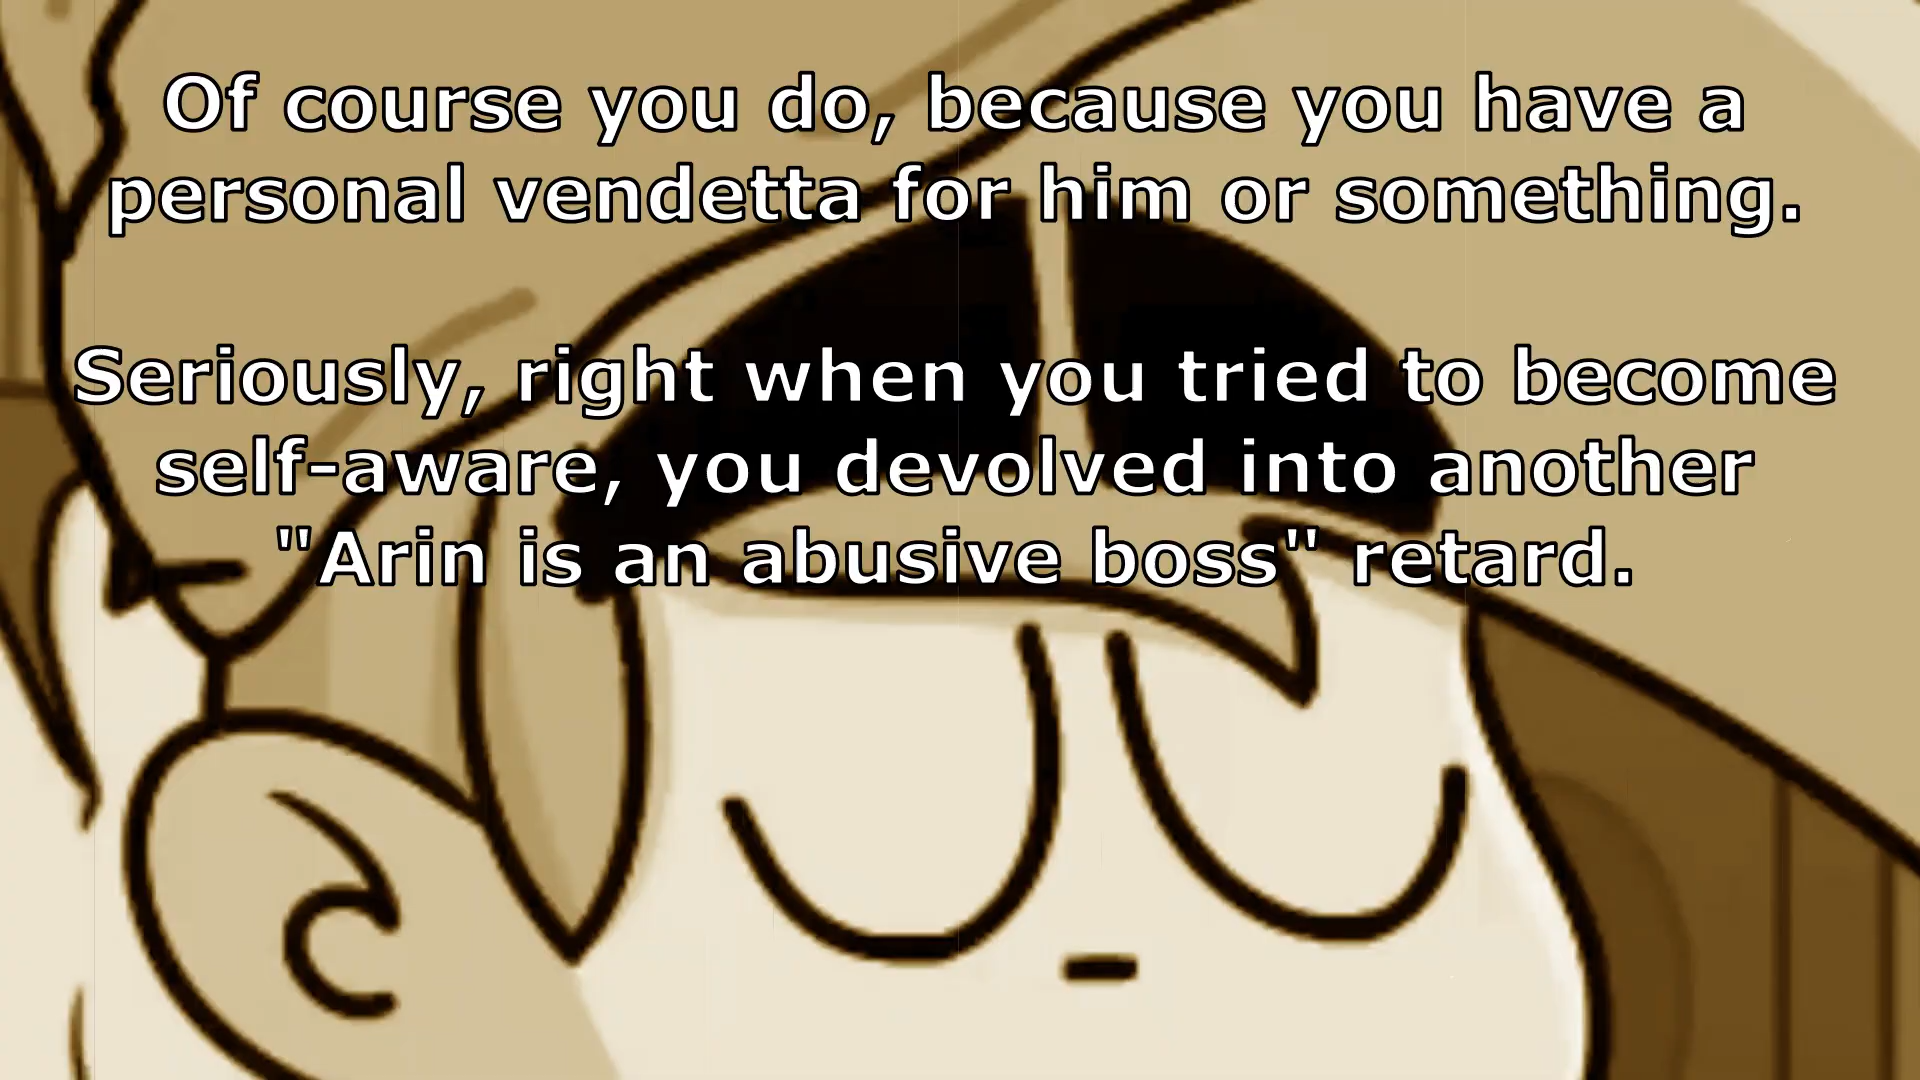 Of course you do, because you have a
personal vendetta for him or something.
Seriously, right when you tried to become
self-aware, you devolved into another
"Arin is an abusive boss" retard.